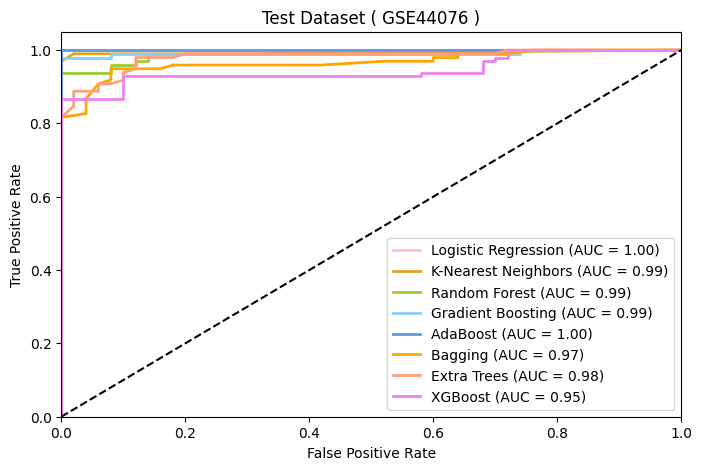 Test Dataset ( GSE44076 )
True Positive Rate
1.0
0.8
0.6
0.4
0.2
0.0
Logistic Regression (AUC = 1.00)
K-Nearest Neighbors (AUC = 0.99)
Random Forest (AUC = 0.99)
Gradient Boosting (AUC = 0.99)
AdaBoost (AUC = 1.00)
Bagging (AUC = 0.97)
Extra Trees (AUC = 0.98)
XGBoost (AUC = 0.95)
0.0 0.2 0.4 0.6 0.8 1.0
False Positive Rate